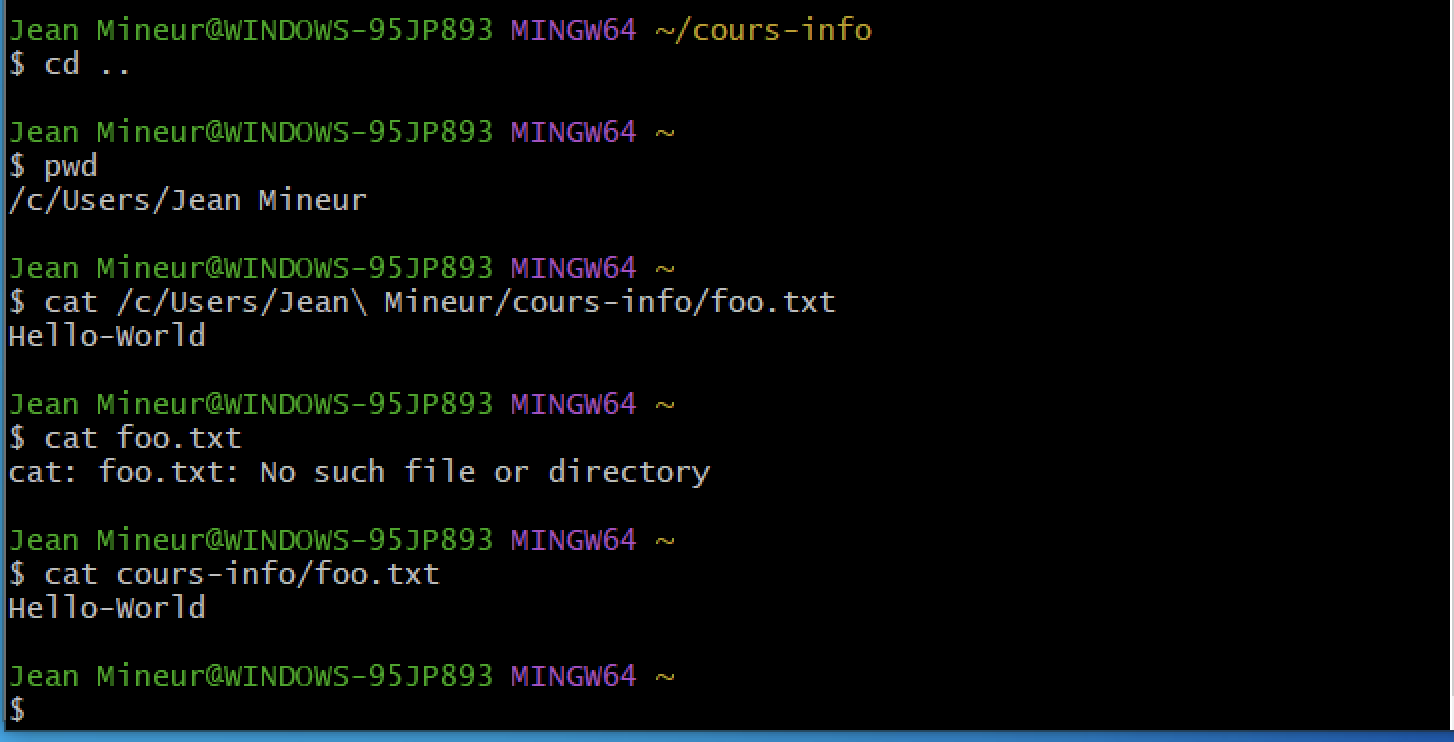 Jean Mineur@WINDOWS-95JP893 MINGW64 ~/cours-info
$ cd ..
Jean Mineur@WINDOWS-95JP893 MINGW64 ~
$ pwd
/c/Users/Jean Mineur
Jean Mineur@WINDOWS-95JP893 MINGW64 ~
$ cat /c/Users/Jean\ Mineur/cours-info/foo.txt
Hello-World
Jean Mineur@WINDOWS-95JP893 MINGW64 ~
$ cat foo.txt
cat: foo.txt: No such file or directory
Jean Mineur@WINDOWS-95JP893 MINGW64 ~
$ cat cours-info/foo.txt
Hello-World
Jean Mineur@WINDOWS-95JP893 MINGW64 ~
$